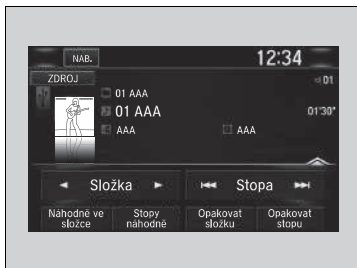 NAB.
12:34
ZDROJ
01
01 AAA
01 AAA
01'30"
AAA
AAA
Složka
Stopa
Náhodně ve složce
Stopy náhodně
Opakovat složku
Opakovat stopu